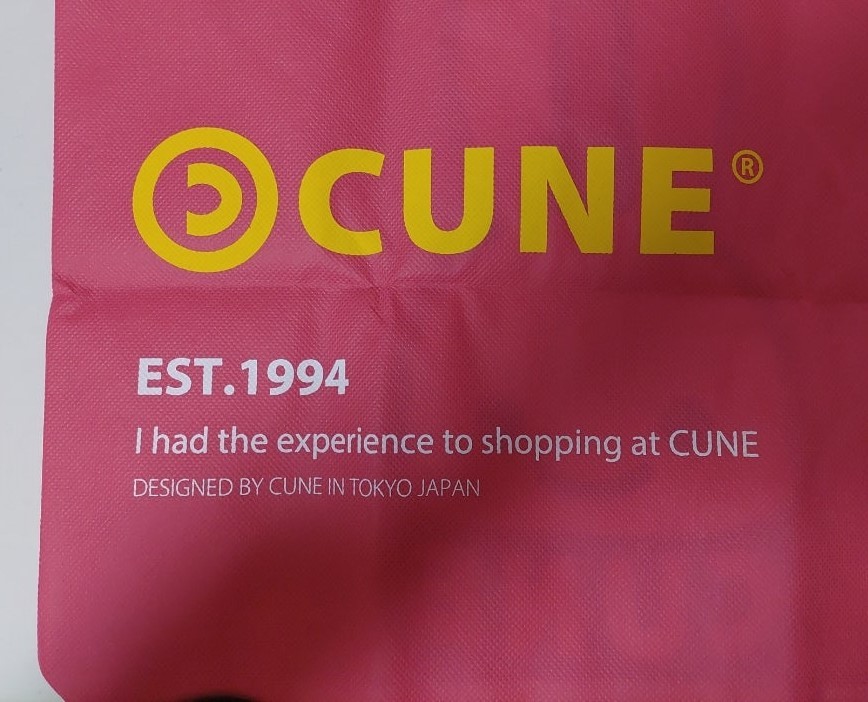 CUNE®
EST.1994
I had the experience to shopping at CUNE
DESIGNED BY CUNE IN TOKYO JAPAN